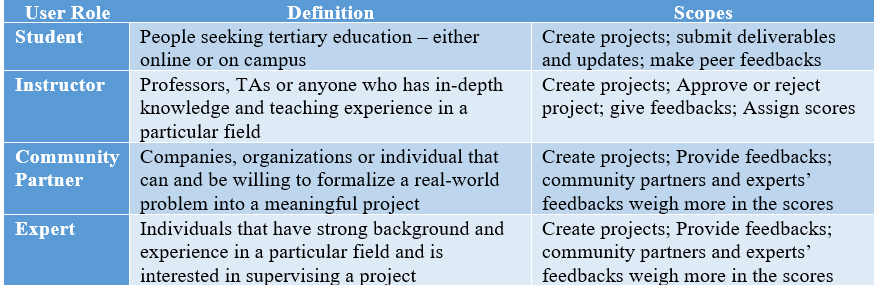 User Role Definition Scopes
Student People seeking tertiary education – either Create projects; submit deliverables
online or on campus and updates; make peer feedbacks
Instructor Professors, TAs or anyone who has in-depth Create projects; Approve or reject
knowledge and teaching experience in a project; give feedbacks; Assign scores
particular field
Community Companies, organizations or individual that Create projects; Provide feedbacks;
Partner can and be willing to formalize a real-world community partners and experts’
problem into a meaningful project feedbacks weigh more in the scores
Expert Individuals that have strong background and Create projects; Provide feedbacks;
experience in a particular field and is community partners and experts’
interested in supervising a project feedbacks weigh more in the scores